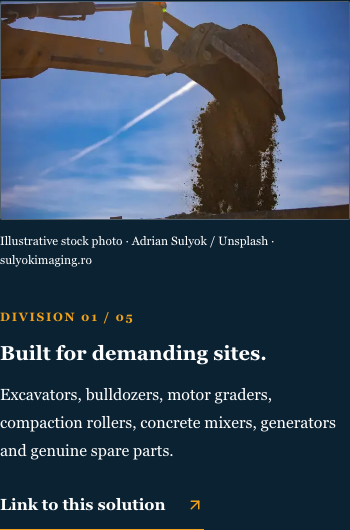 Illustrative stock photo · Adrian Sulyok / Unsplash ·
sulyokimaging.ro
DIVISION 01 / 05
Built for demanding sites.
Excavators, bulldozers, motor graders,
compaction rollers, concrete mixers, generators
and genuine spare parts.
Link to this solution ↗